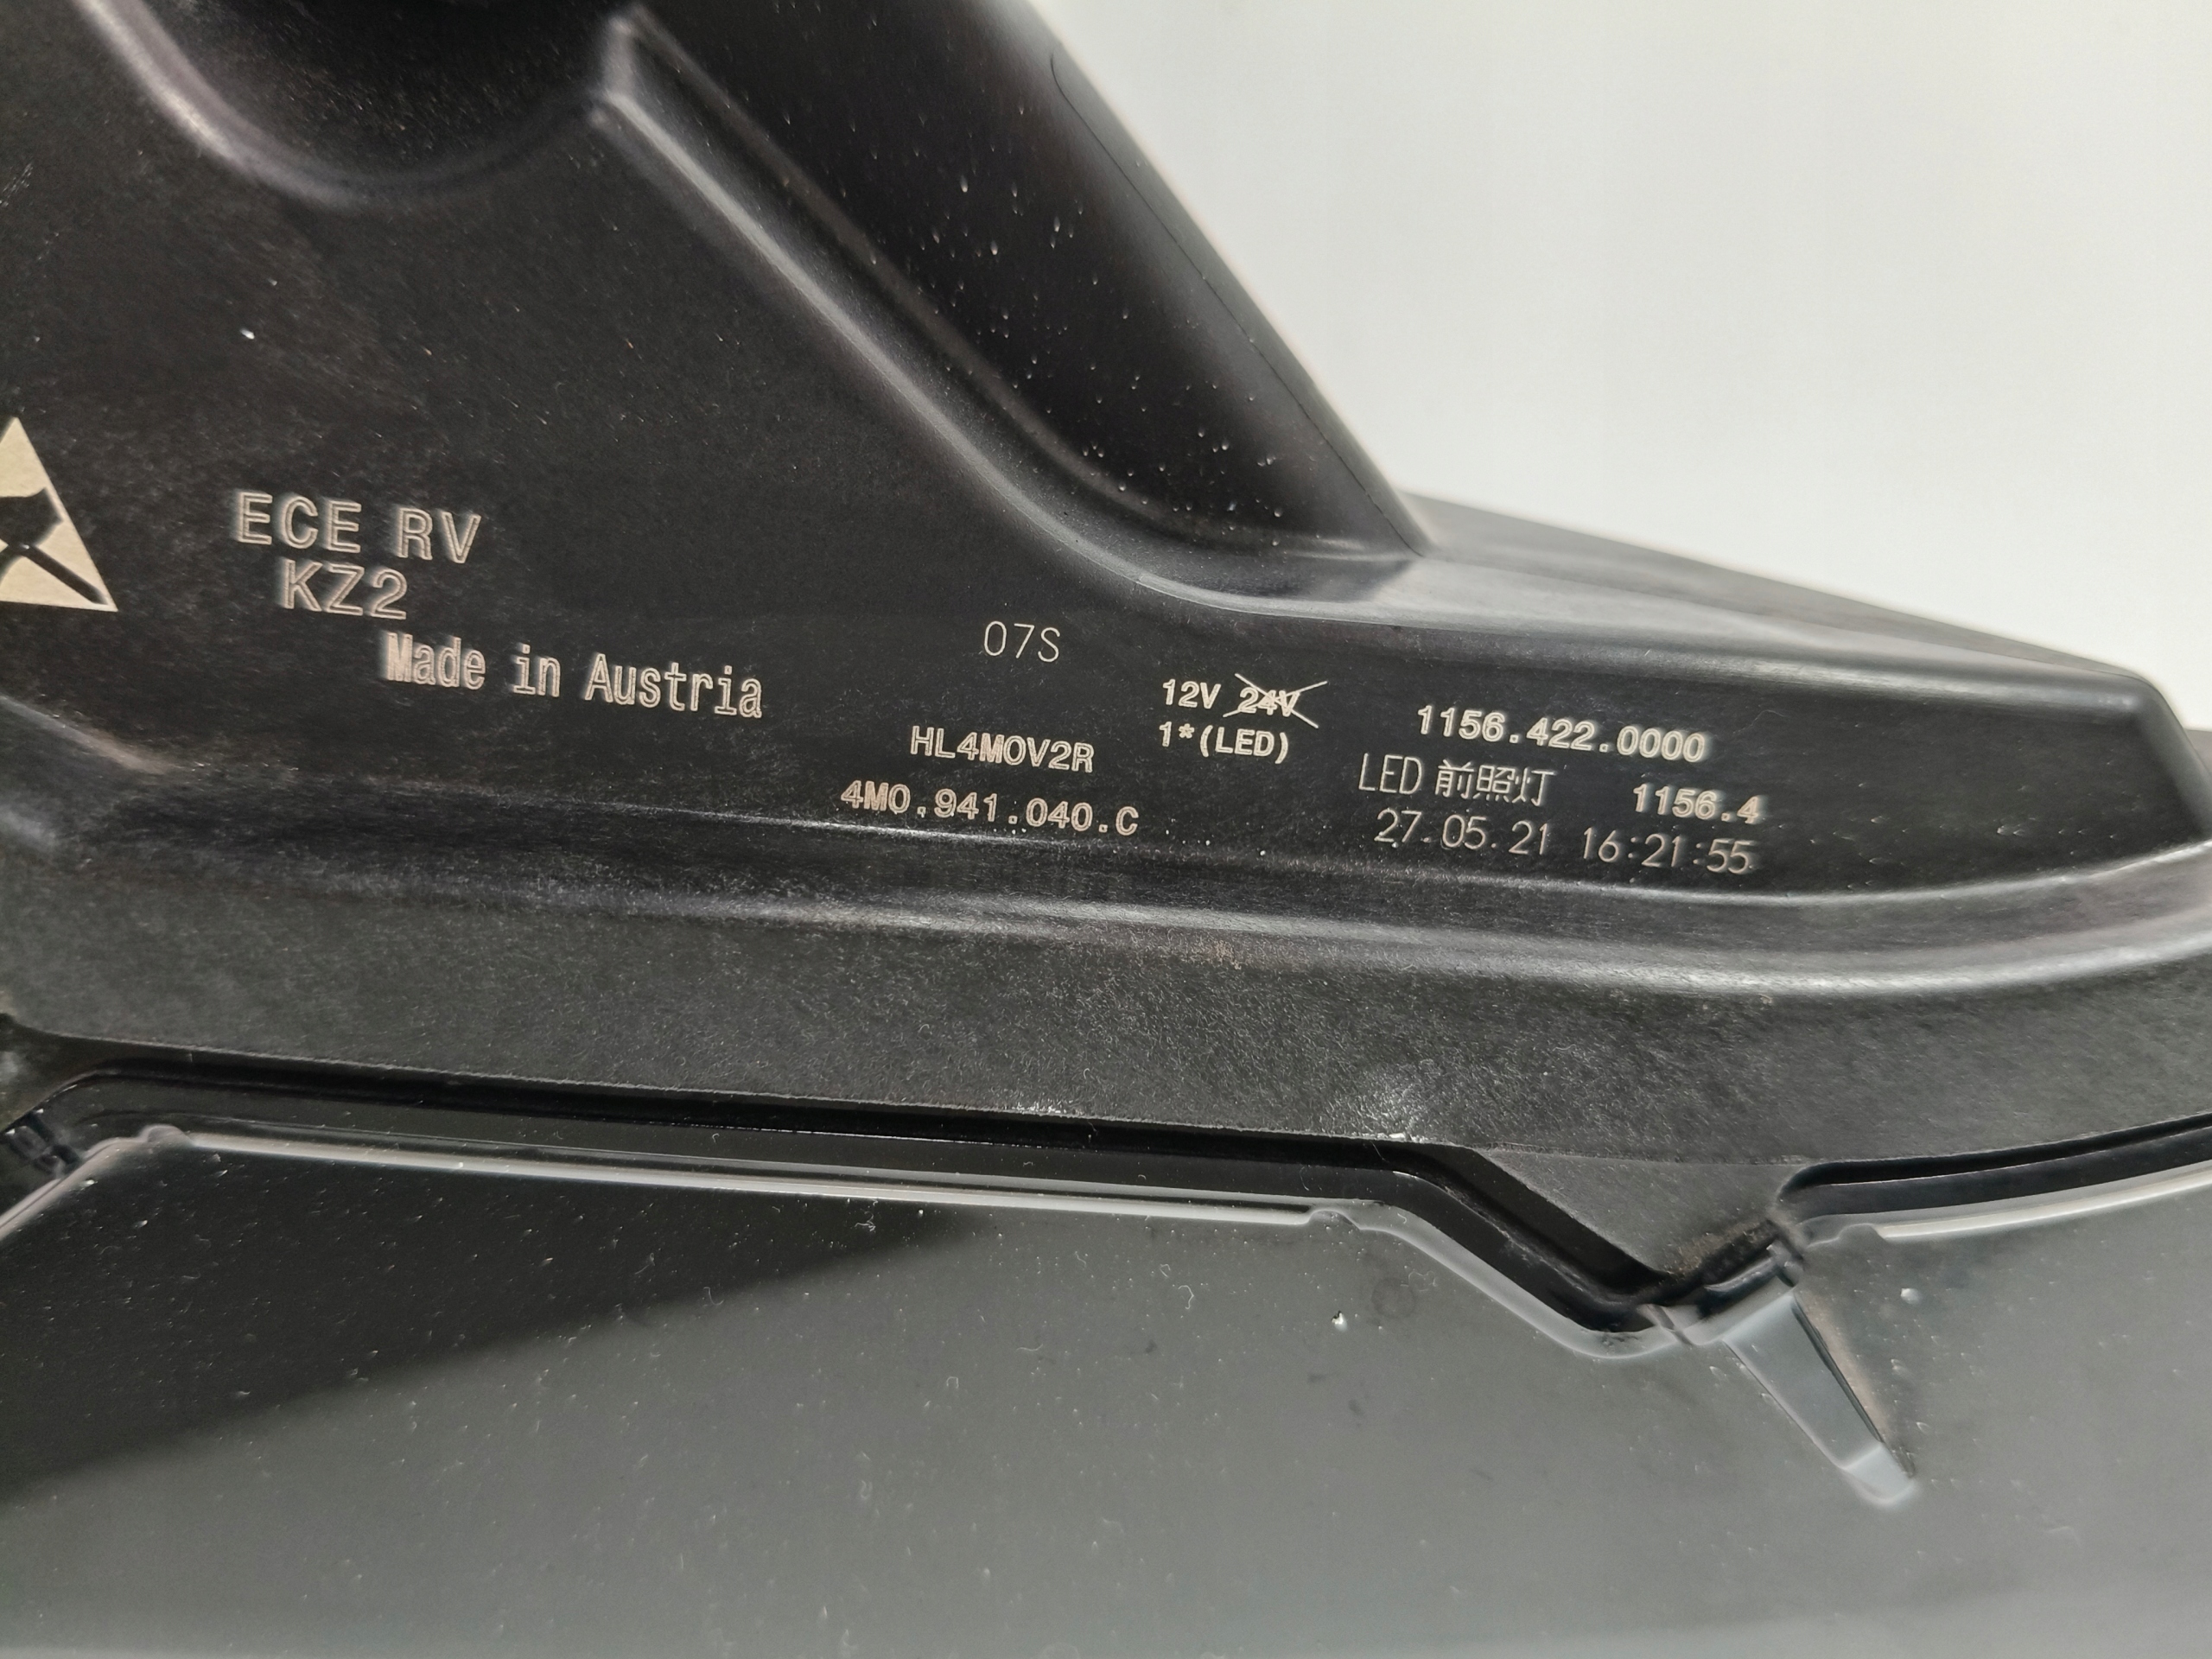 ECE RV
KZ2
Made in Austria
07S
12V 24V
1*(LED)
HL4M0V2R
4M0.941.040.C
1156.422.0000
LED 前照灯 1156.4
27.05.21 16:21:55